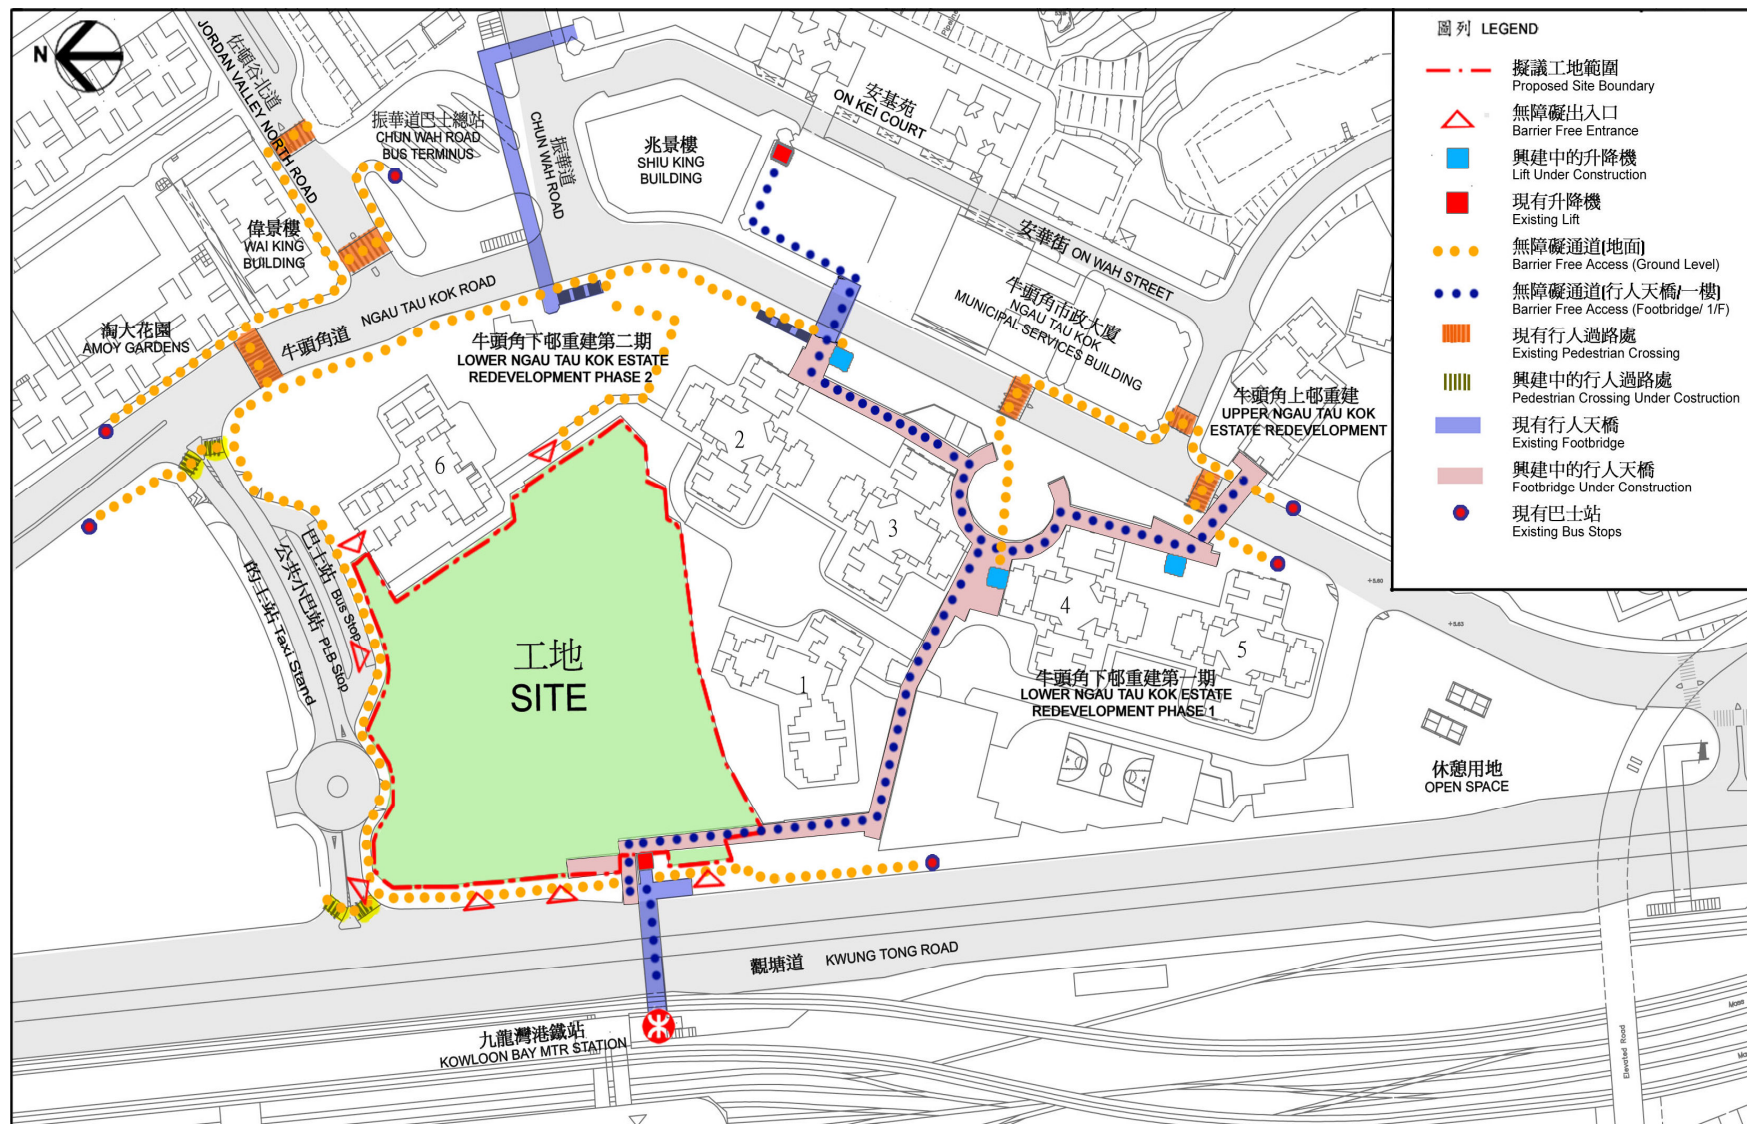 N
佐頓谷北道
JORDAN VALLEY NORTH ROAD
振華道巴士總站
CHUN WAH ROAD
BUS TERMINUS
振華道
CHUN WAH ROAD
兆景樓
SHIU KING
BUILDING
安基苑
ON KEI COURT
偉景樓
WAI KING
BUILDING
安華街 ON WAH STREET
淘大花園
AMOY GARDENS
牛頭角道
NGAU TAU KOK ROAD
牛頭角下邨重建第二期
LOWER NGAU TAU KOK ESTATE
REDEVELOPMENT PHASE 2
牛頭角市政大廈
NGAU TAU KOK
MUNICIPAL SERVICES BUILDING
牛頭角上邨重建
UPPER NGAU TAU KOK
ESTATE REDEVELOPMENT
6
2
3
4
5
1
巴士站 Bus Stop
公共小巴站 PLB Stop
的士站 Taxi Stand
工地
SITE
牛頭角下邨重建第一期
LOWER NGAU TAU KOK ESTATE
REDEVELOPMENT PHASE 1
休憩用地
OPEN SPACE
觀塘道 KWUNG TONG ROAD
九龍灣港鐵站
KOWLOON BAY MTR STATION
Elevated Road
+5.60
+5.63
圖列 LEGEND
擬議工地範圍
Proposed Site Boundary
無障礙出入口
Barrier Free Entrance
興建中的升降機
Lift Under Construction
現有升降機
Existing Lift
無障礙通道(地面)
Barrier Free Access (Ground Level)
無障礙通道(行人天橋/一樓)
Barrier Free Access (Footbridge/ 1/F)
現有行人過路處
Existing Pedestrian Crossing
興建中的行人過路處
Pedestrian Crossing Under Costruction
現有行人天橋
Existing Footbridge
興建中的行人天橋
Footbridge Under Construction
現有巴士站
Existing Bus Stops